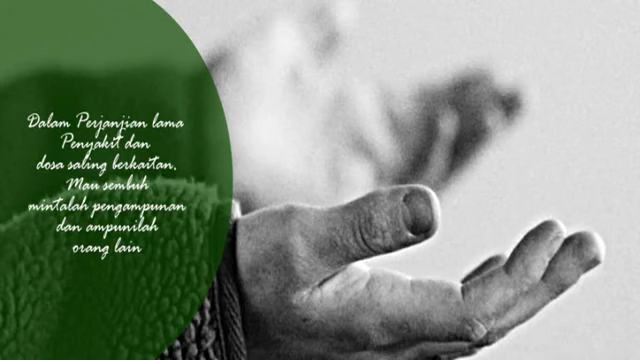 Dalam Perjanjian lama
Penyakit dan
dosa saling berkaitan.
Mau sembuh
mintalah pengampunan
dan ampunilah
orang lain